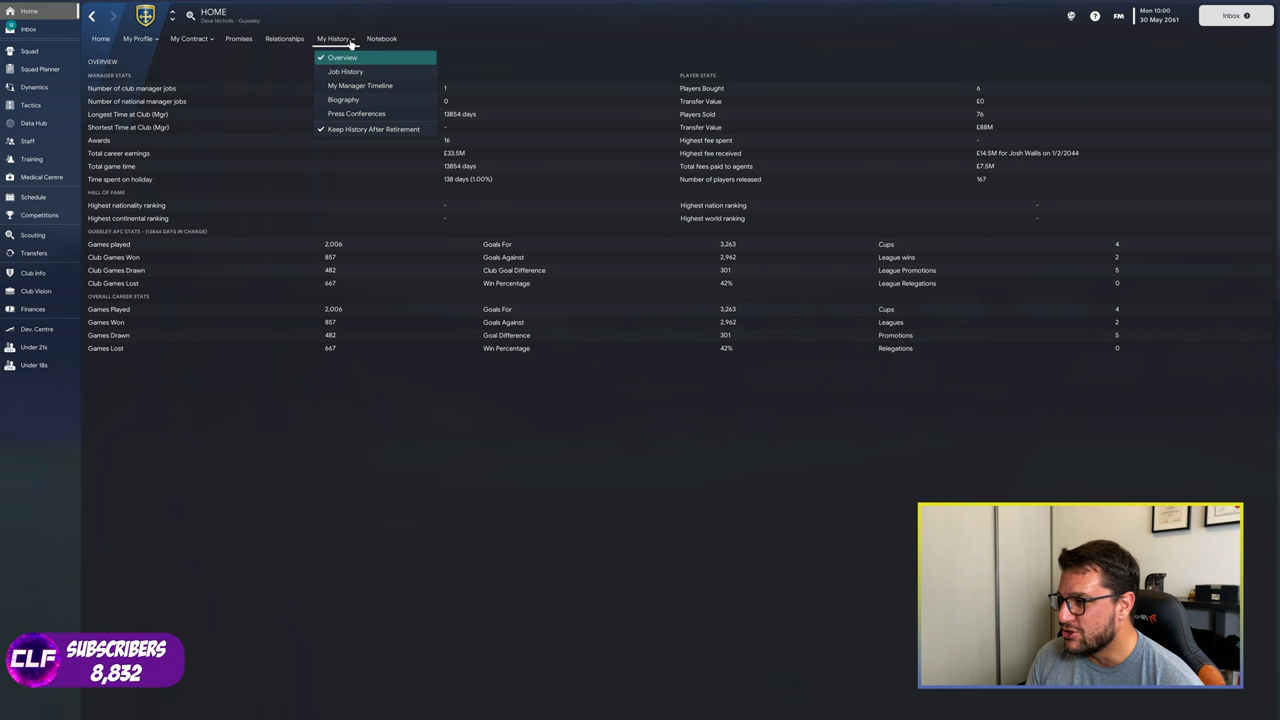 Home
Inbox
12
Squad
Squad Planner
Dynamics
Tactics
Data Hub
Staff
Training
Medical Centre
Schedule
Competitions
Scouting
Transfers
Club Info
Club Vision
Finances
Dev. Centre
Under 21s
Under 18s
HOME
Dave Nicholls - Guiseley
FM
Mon 10:00
30 May 2061
Inbox
Home My Profile My Contract Promises Relationships My History Notebook
Overview
Job History
My Manager Timeline
Biography
Press Conferences
Keep History After Retirement
OVERVIEW
MANAGER STATS
Number of club manager jobs 1
Number of national manager jobs 0
Longest Time at Club (Mgr) 13854 days
Shortest Time at Club (Mgr) -
Awards 16
Total career earnings £33.5M
Total game time 13854 days
Time spent on holiday 138 days (1.00%)
PLAYER STATS
Players Bought 6
Transfer Value £0
Players Sold 76
Transfer Value £88M
Highest fee spent -
Highest fee received £14.5M for Josh Wallis on 1/2/2044
Total fees paid to agents £7.5M
Number of players released 167
HALL OF FAME
Highest nationality ranking - Highest nation ranking -
Highest continental ranking - Highest world ranking -
GUISELEY AFC STATS - (13844 DAYS IN CHARGE)
Games played 2,006 Goals For 3,263 Cups 4
Club Games Won 857 Goals Against 2,962 League wins 2
Club Games Drawn 482 Club Goal Difference 301 League Promotions 5
Club Games Lost 667 Win Percentage 42% League Relegations 0
OVERALL CAREER STATS
Games Played 2,006 Goals For 3,263 Cups 4
Games Won 857 Goals Against 2,962 Leagues 2
Games Drawn 482 Goal Difference 301 Promotions 5
Games Lost 667 Win Percentage 42% Relegations 0
CLF
SUBSCRIBERS
8,832